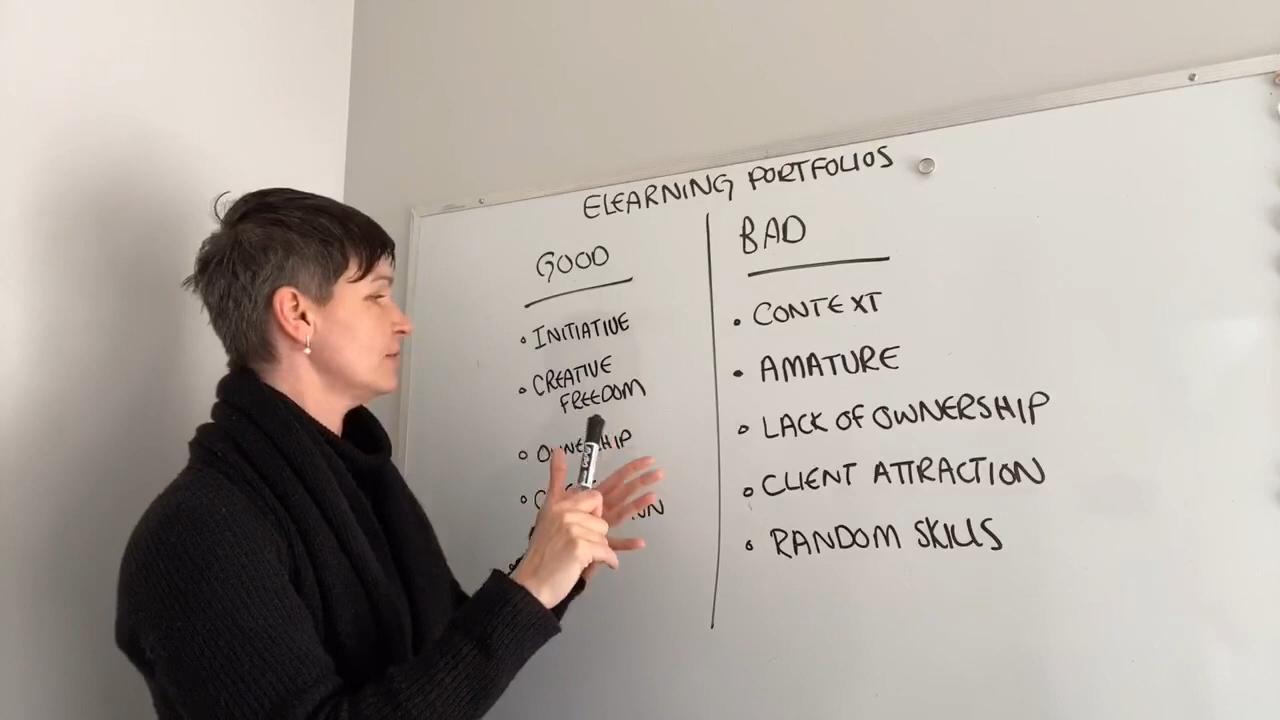 ELEARNING PORTFOLIOS
GOOD
• INITIATIVE
• CREATIVE
FREEDOM
• OWNERSHIP
BAD
• CONTEXT
• AMATURE
• LACK OF OWNERSHIP
• CLIENT ATTRACTION
• RANDOM SKILLS